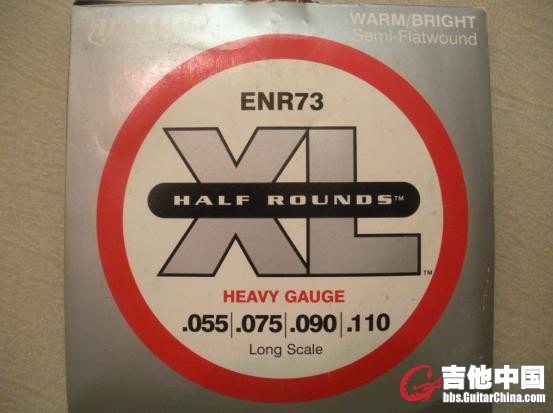 WARM/BRIGHT
Semi-Flatwound
ENR73
XL
HALF ROUNDS™
™
HEAVY GAUGE
.055|.075|.090|.110
Long Scale
吉他中国
bbs.GuitarChina.com